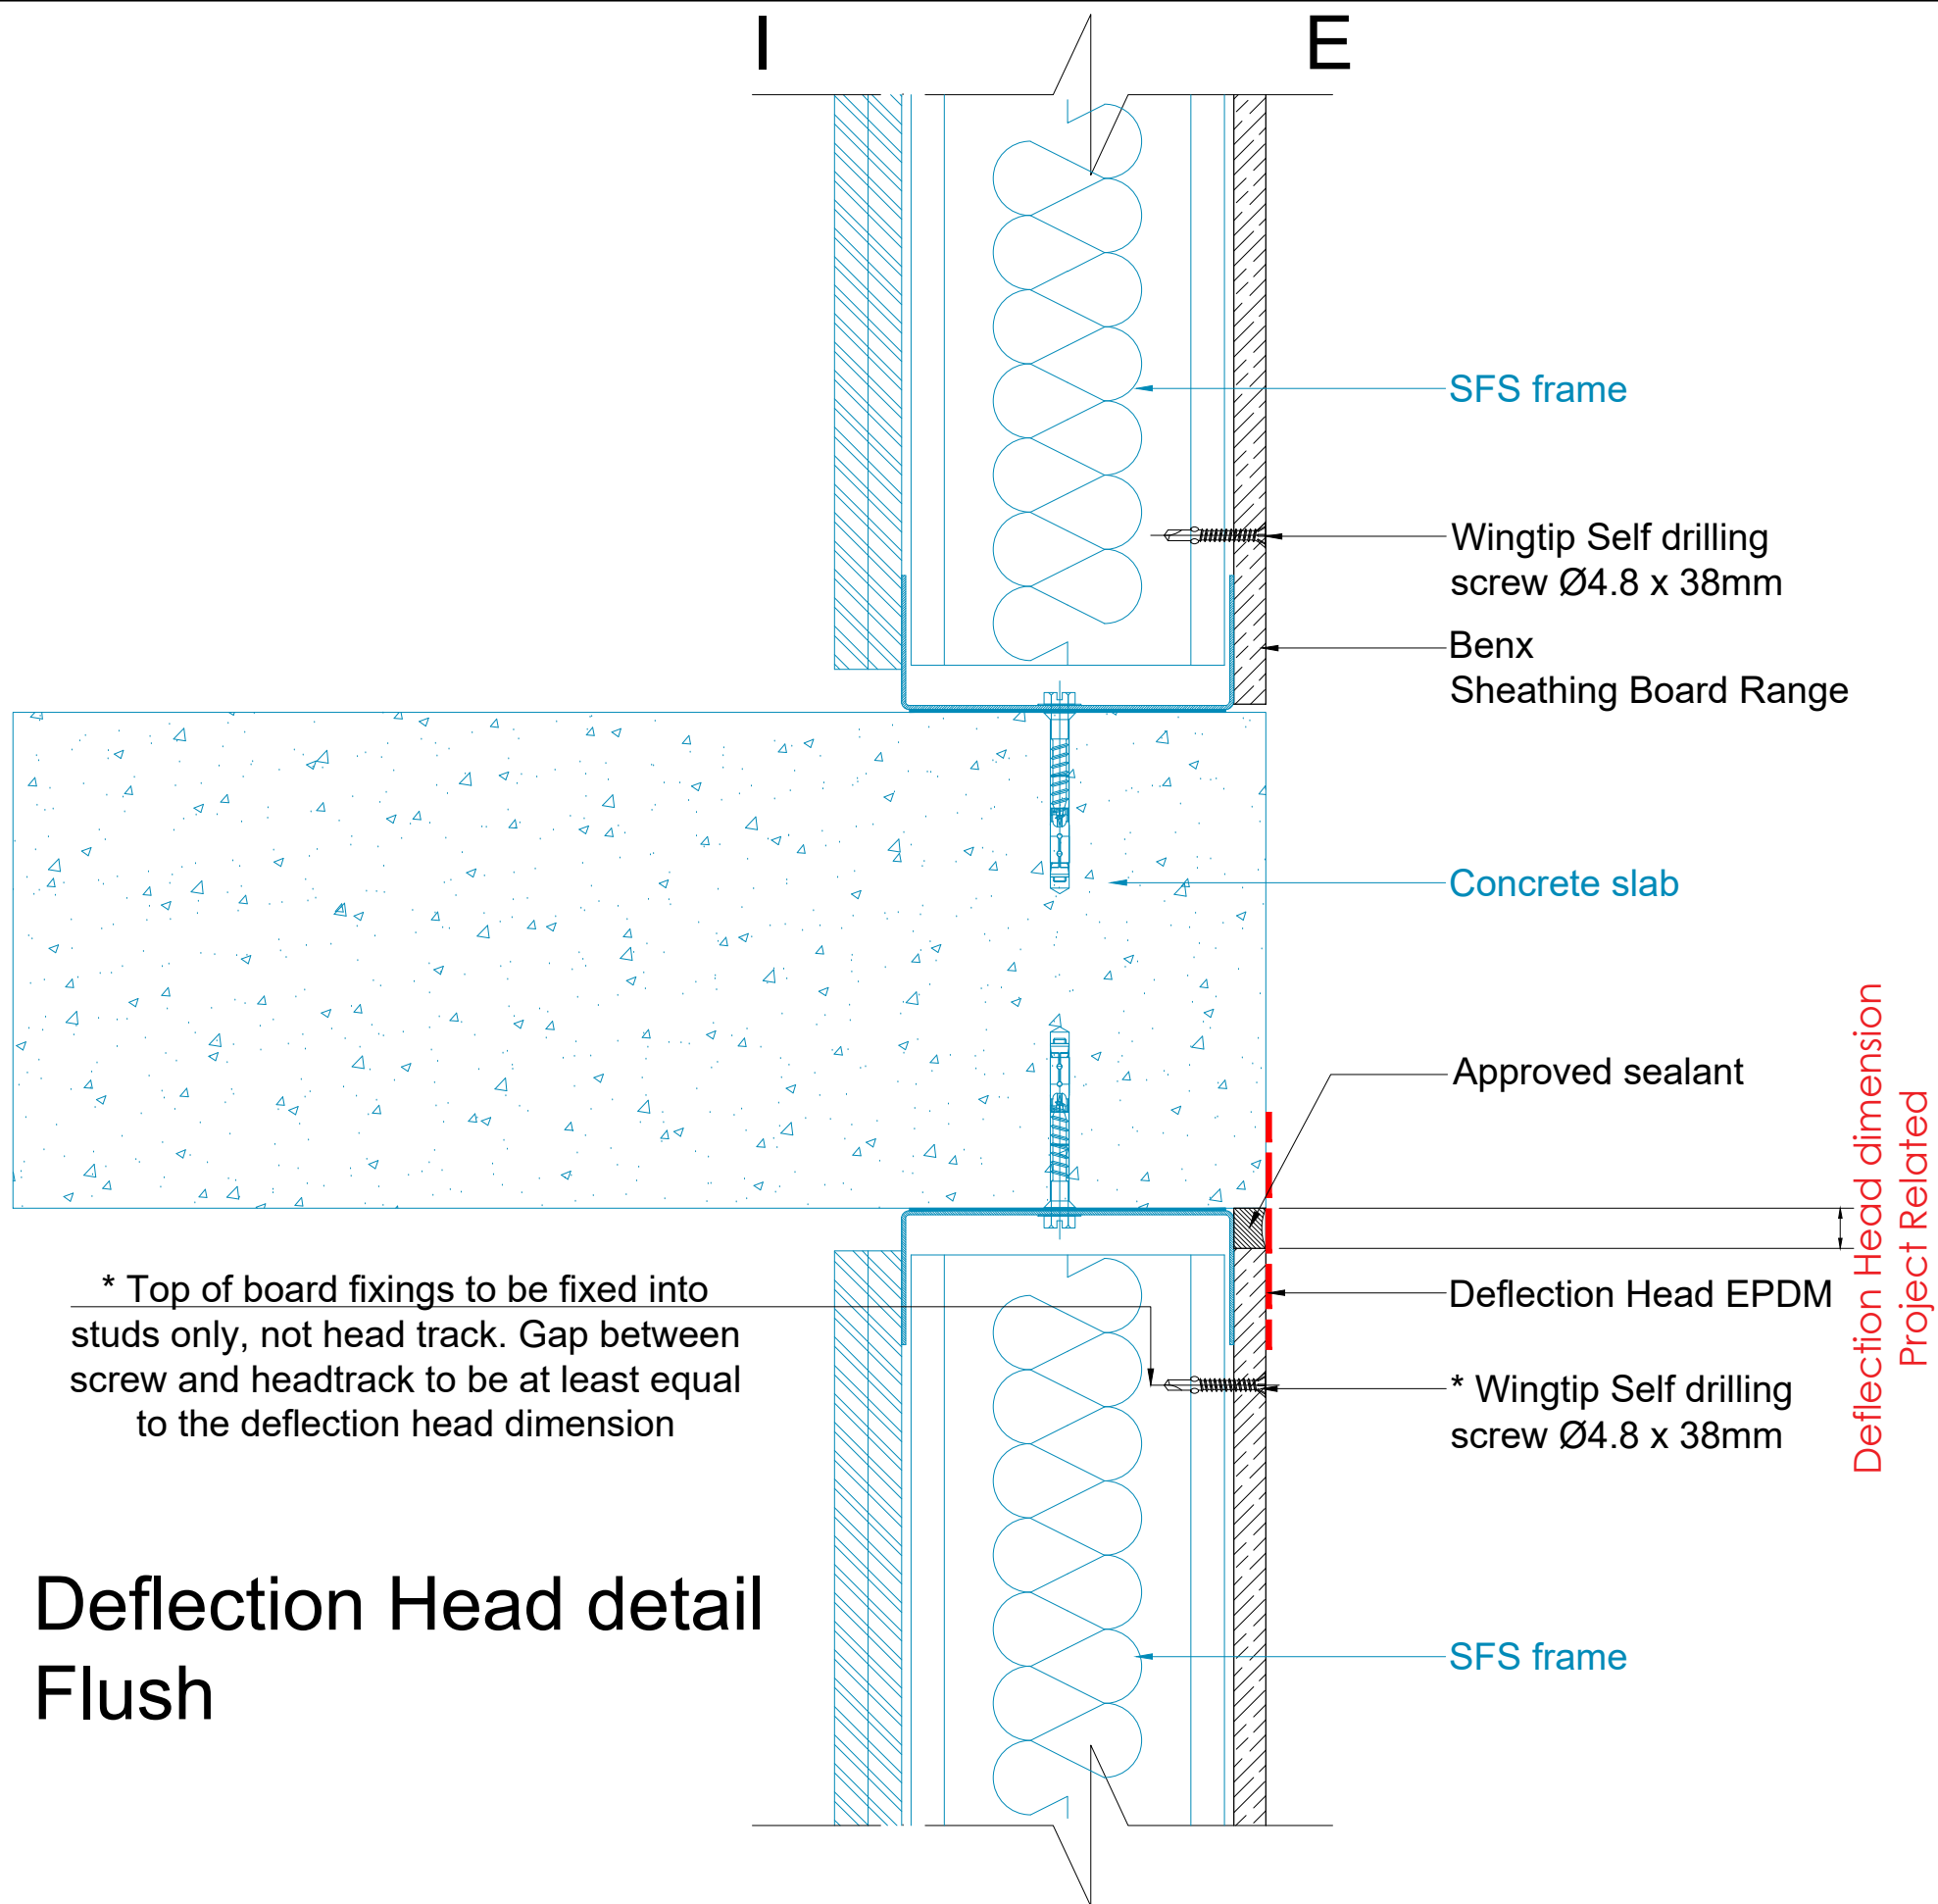 I
E
SFS frame
Wingtip Self drilling
screw Ø4.8 x 38mm
Benx
Sheathing Board Range
Concrete slab
Approved sealant
Deflection Head dimension
Project Related
* Top of board fixings to be fixed into
studs only, not head track. Gap between
screw and headtrack to be at least equal
to the deflection head dimension
Deflection Head EPDM
* Wingtip Self drilling
screw Ø4.8 x 38mm
Deflection Head detail
Flush
SFS frame